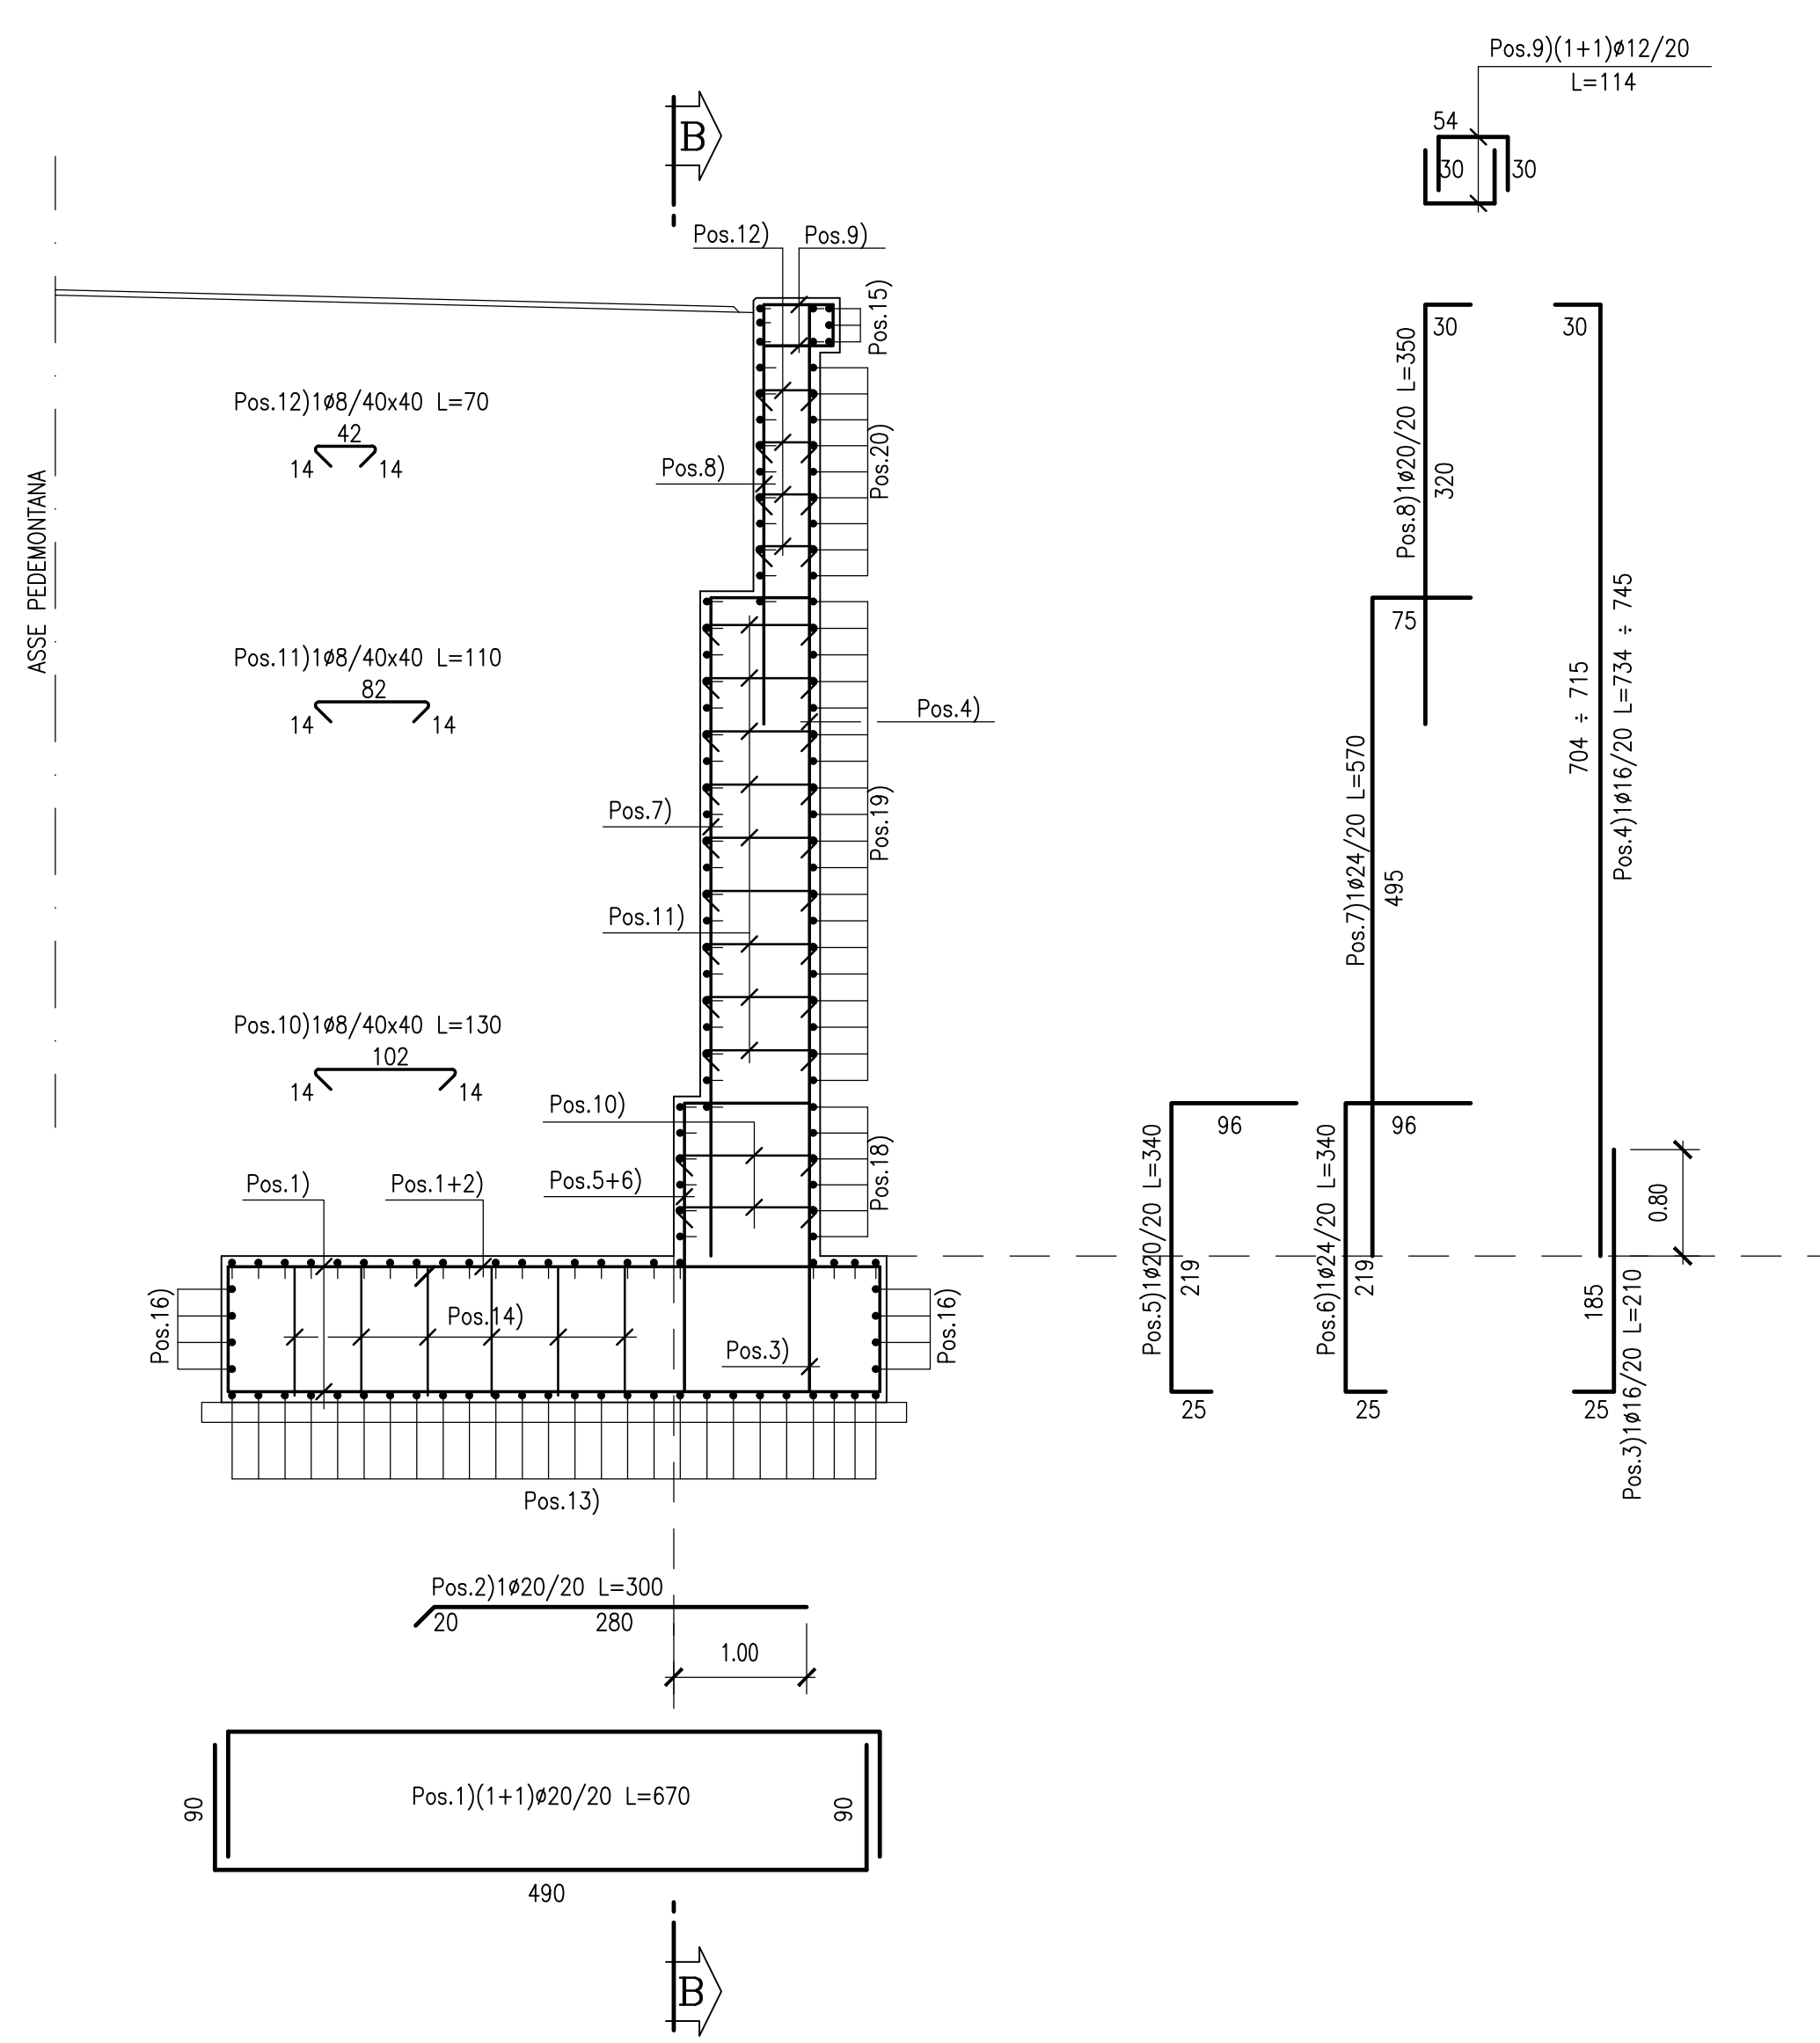 Pos.9)(1+1)ø12/20
L=114
54
30
30
B
Pos.12)
Pos.9)
Pos.15)
30
30
Pos.12)1ø8/40x40 L=70
42
14
14
Pos.8)
Pos.20)
Pos.8)1ø20/20 L=350
320
ASSE PEDEMONTANA
Pos.11)1ø8/40x40 L=110
82
14
14
75
Pos.4)
704 ÷ 715
Pos.4)1ø16/20 L=734 ÷ 745
Pos.7)
Pos.19)
Pos.7)1ø24/20 L=570
495
Pos.11)
Pos.10)1ø8/40x40 L=130
102
14
14
Pos.10)
Pos.18)
96
96
Pos.1)
Pos.1+2)
Pos.5+6)
Pos.5)1ø20/20 L=340
219
Pos.6)1ø24/20 L=340
219
0.80
Pos.16)
Pos.14)
Pos.3)
Pos.16)
185
Pos.3)1ø16/20 L=210
25
25
25
Pos.13)
Pos.2)1ø20/20 L=300
20
280
1.00
Pos.1)(1+1)ø20/20 L=670
90
90
490
B